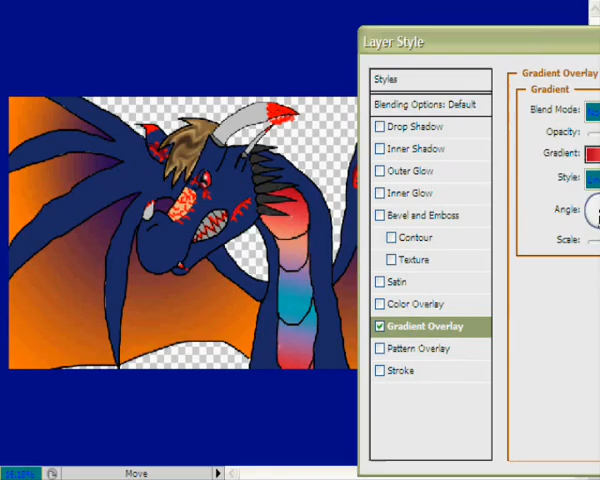 Layer Style
Styles
Blending Options: Default
Drop Shadow
Inner Shadow
Outer Glow
Inner Glow
Bevel and Emboss
Contour
Texture
Satin
Color Overlay
Gradient Overlay
Pattern Overlay
Stroke
Gradient Overlay
Gradient
Blend Mode:
Opacity:
Gradient:
Style:
Angle:
Scale:
Move